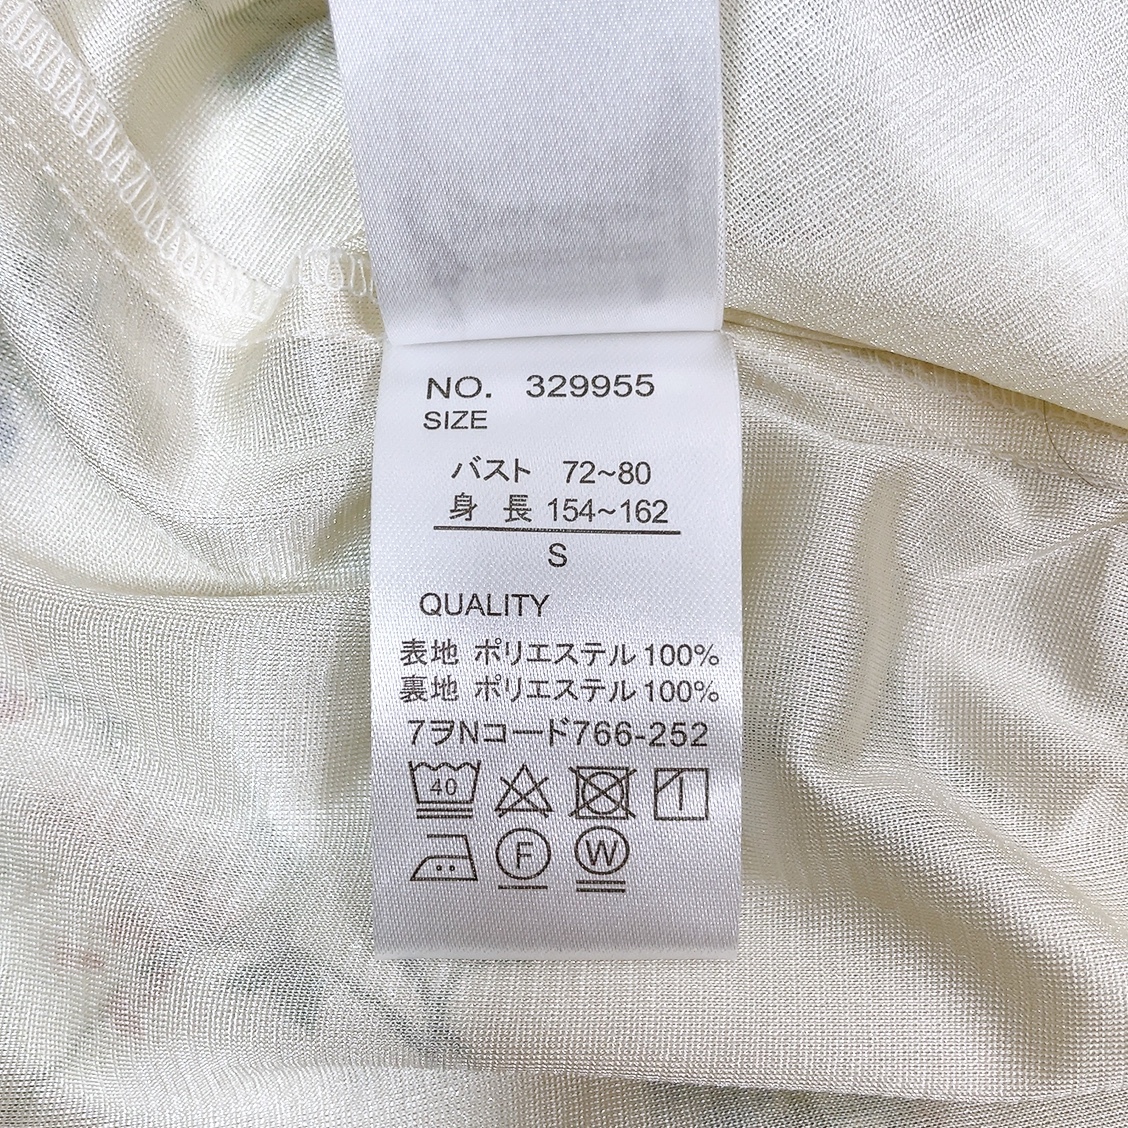 NO. 329955
SIZE
バスト 72~80
身 長 154~162
S
QUALITY
表地 ポリエステル100%
裏地 ポリエステル100%
7ヲNコード766-252
40
F
W